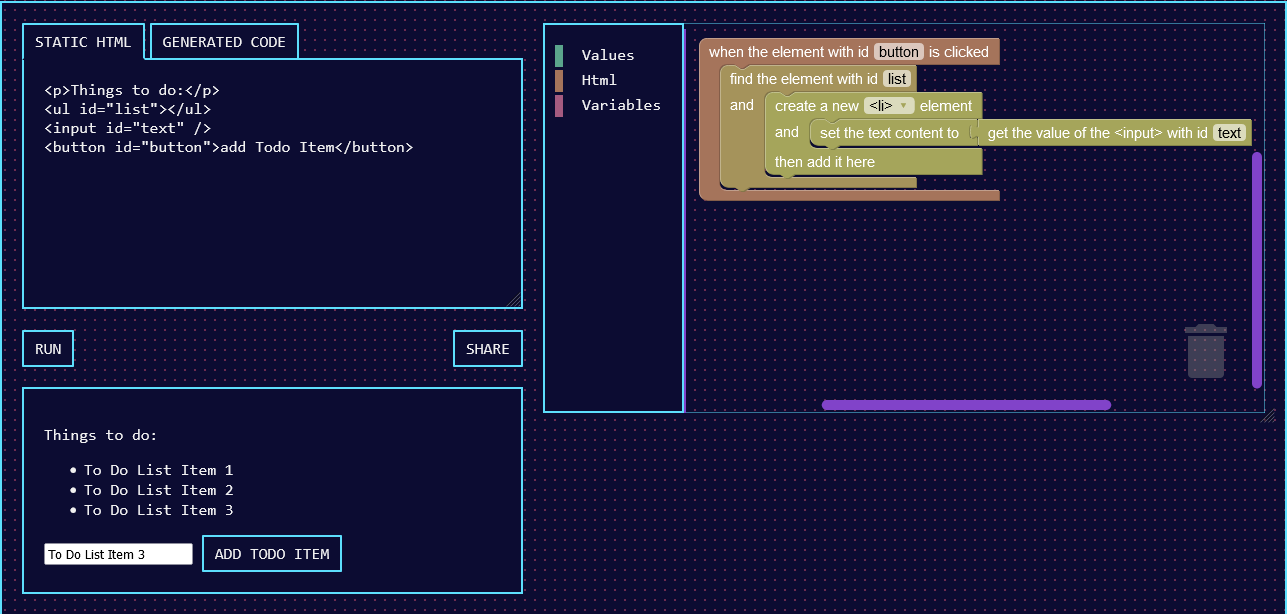 STATIC HTML
GENERATED CODE
<p>Things to do:</p>
<ul id="list"></ul>
<input id="text" />
<button id="button">add Todo Item</button>
RUN
SHARE
Things to do:
To Do List Item 1
To Do List Item 2
To Do List Item 3
To Do List Item 3
ADD TODO ITEM
Values
Html
Variables
when the element with id button is clicked
find the element with id list
and create a new <li> element
and set the text content to get the value of the <input> with id text
then add it here